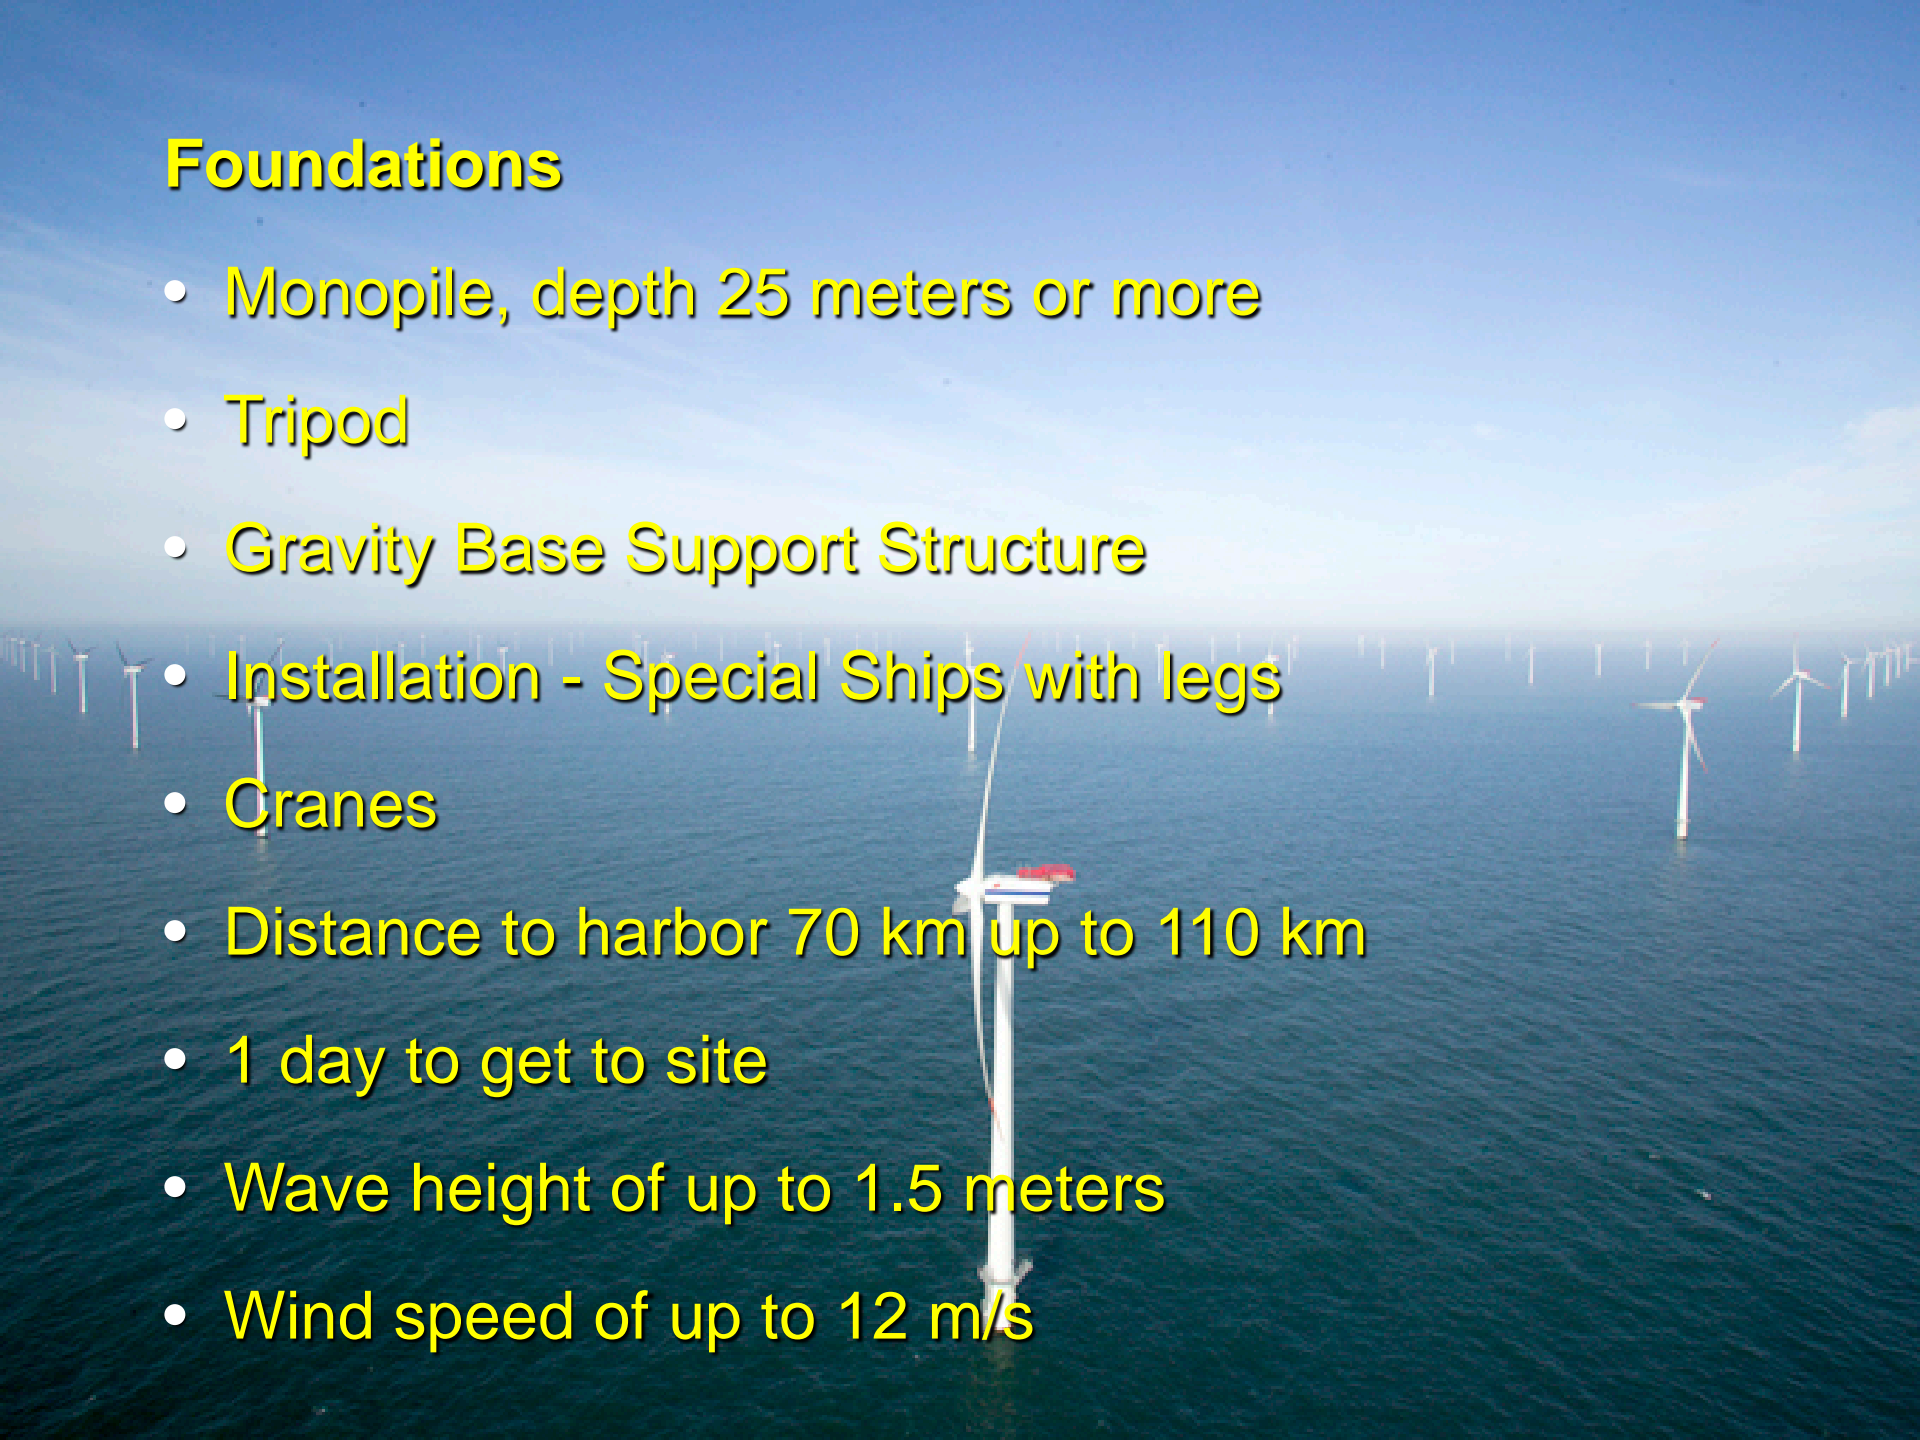 Foundations
• Monopile, depth 25 meters or more
• Tripod
• Gravity Base Support Structure
• Installation - Special Ships with legs
• Cranes
• Distance to harbor 70 km up to 110 km
• 1 day to get to site
• Wave height of up to 1.5 meters
• Wind speed of up to 12 m/s